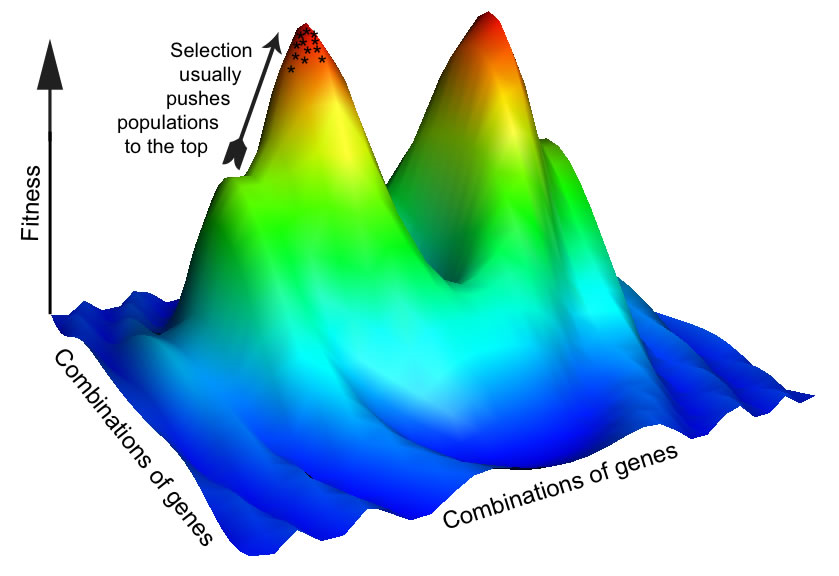 Selection
usually
pushes
populations
to the top
Fitness
Combinations of genes
Combinations of genes